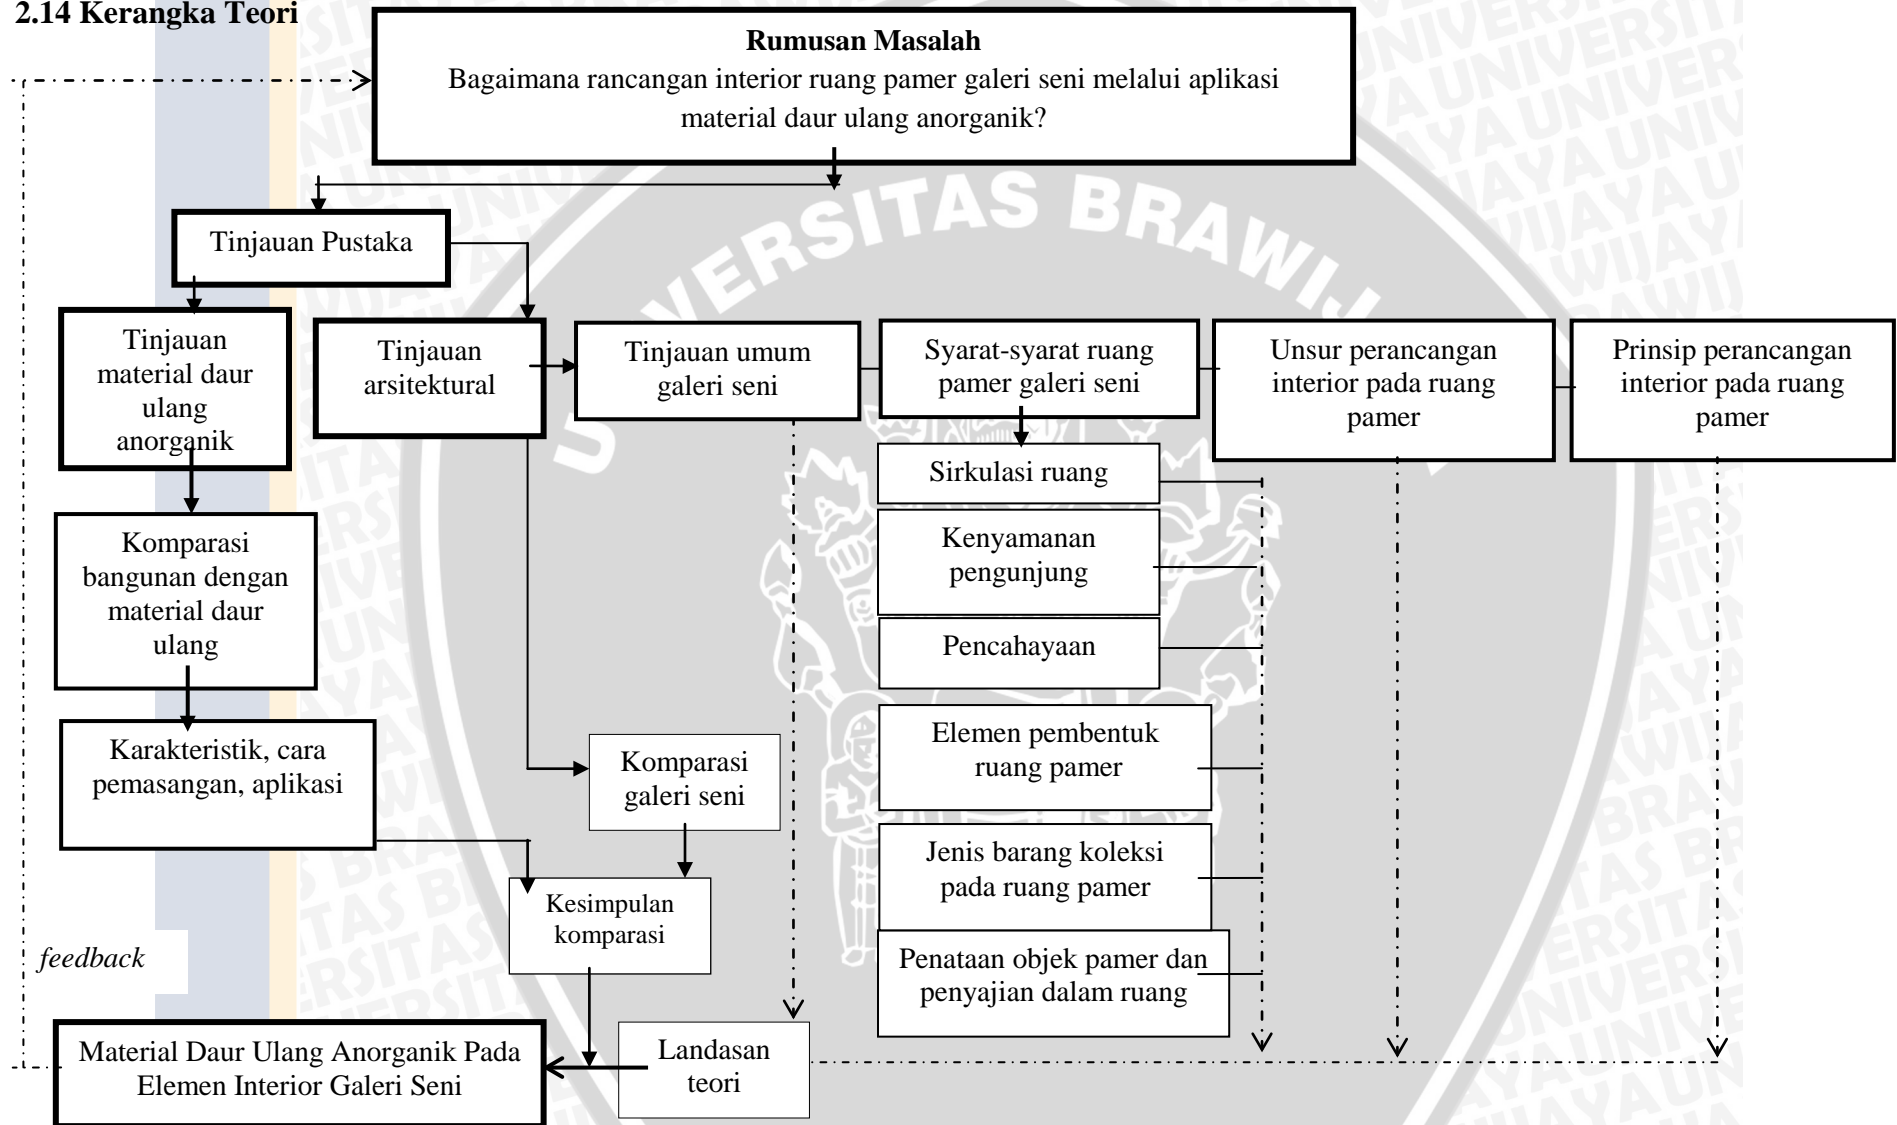 2.14 Kerangka Teori
Rumusan Masalah
Bagaimana rancangan interior ruang pamer galeri seni melalui aplikasi
material daur ulang anorganik?
Tinjauan Pustaka
Tinjauan
material daur
ulang
anorganik
Tinjauan
arsitektural
Tinjauan umum
galeri seni
Syarat-syarat ruang
pamer galeri seni
Unsur perancangan
interior pada ruang
pamer
Prinsip perancangan
interior pada ruang
pamer
Sirkulasi ruang
Kenyamanan
pengunjung
Pencahayaan
Elemen pembentuk
ruang pamer
Jenis barang koleksi
pada ruang pamer
Penataan objek pamer dan
penyajian dalam ruang
Komparasi
bangunan dengan
material daur
ulang
Karakteristik, cara
pemasangan, aplikasi
Komparasi
galeri seni
Kesimpulan
komparasi
feedback
Material Daur Ulang Anorganik Pada
Elemen Interior Galeri Seni
Landasan
teori